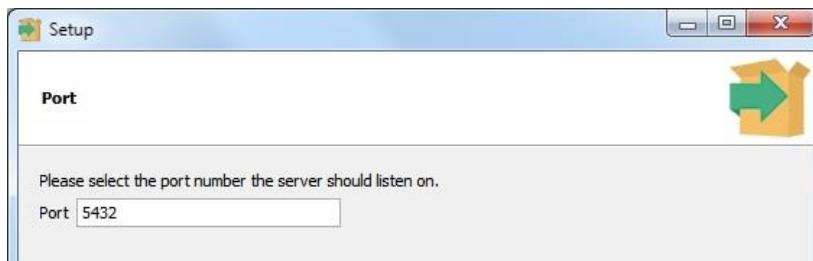 Setup
Port
Please select the port number the server should listen on.
Port 5432